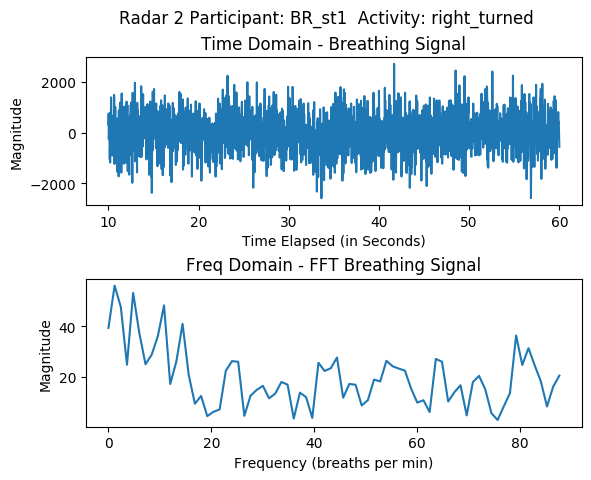 Radar 2 Participant: BR_st1  Activity: right_turned
Time Domain - Breathing Signal
2000
0
−2000
Magnitude
10 20 30 40 50 60
Time Elapsed (in Seconds)
Freq Domain - FFT Breathing Signal
40
20
Magnitude
0 20 40 60 80
Frequency (breaths per min)